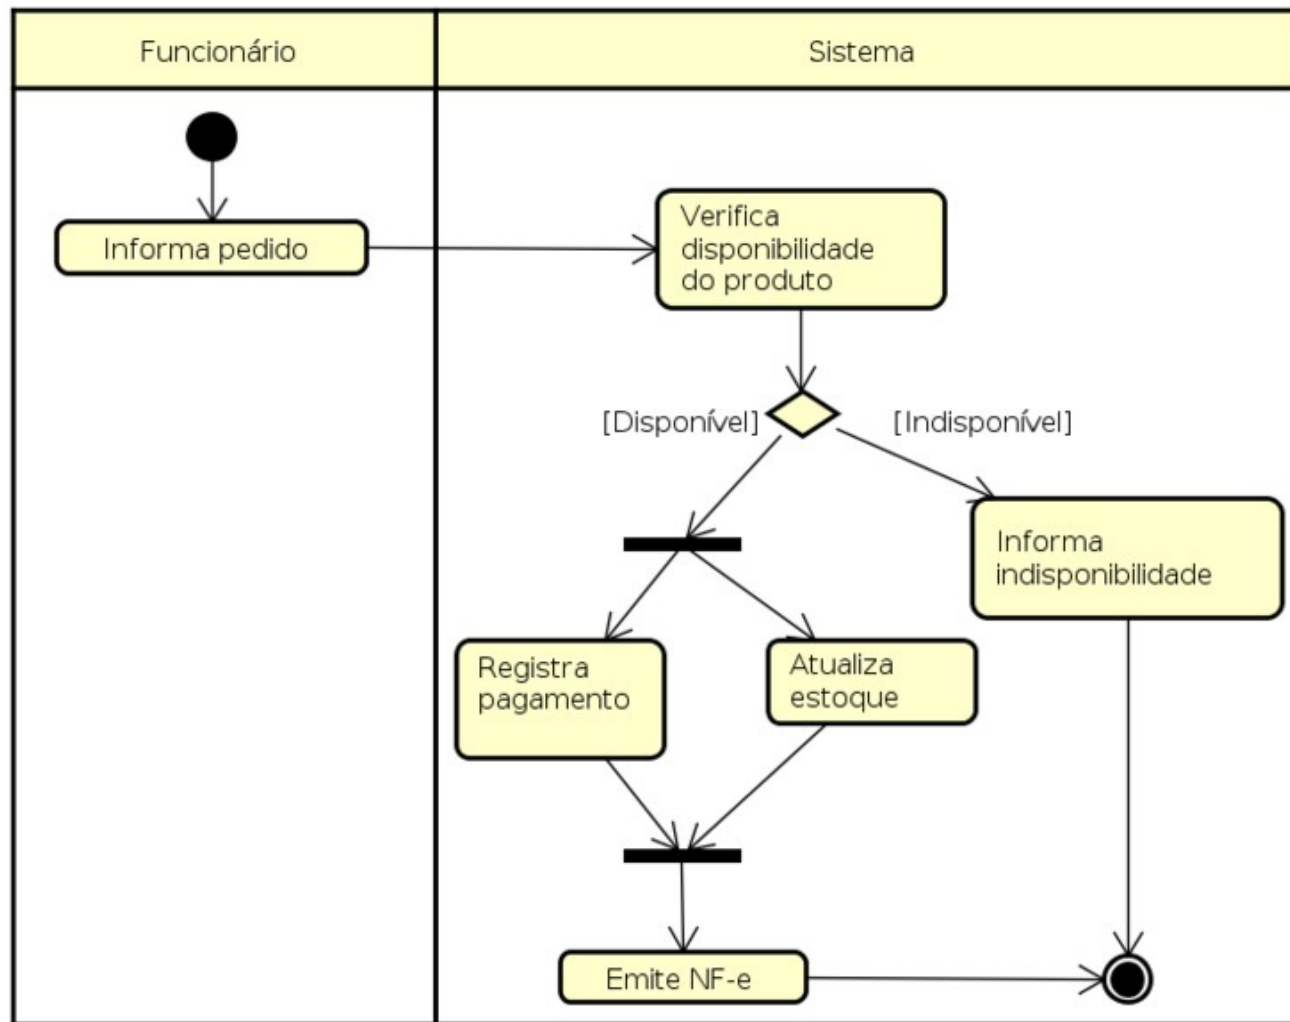 Funcionário
Sistema
Informa pedido
Verifica
disponibilidade
do produto
[Disponível]
[Indisponível]
Informa
indisponibilidade
Registra
pagamento
Atualiza
estoque
Emite NF-e